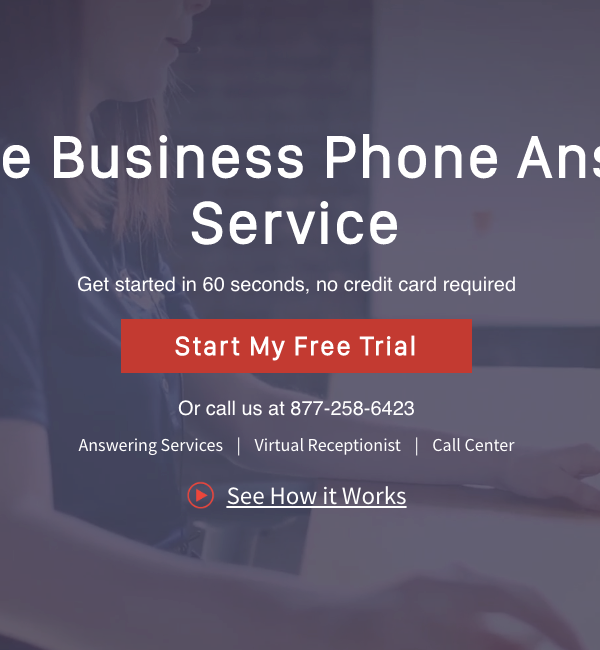 e Business Phone Ans
Service
Get started in 60 seconds, no credit card required
Start My Free Trial
Or call us at 877-258-6423
Answering Services | Virtual Receptionist | Call Center
See How it Works